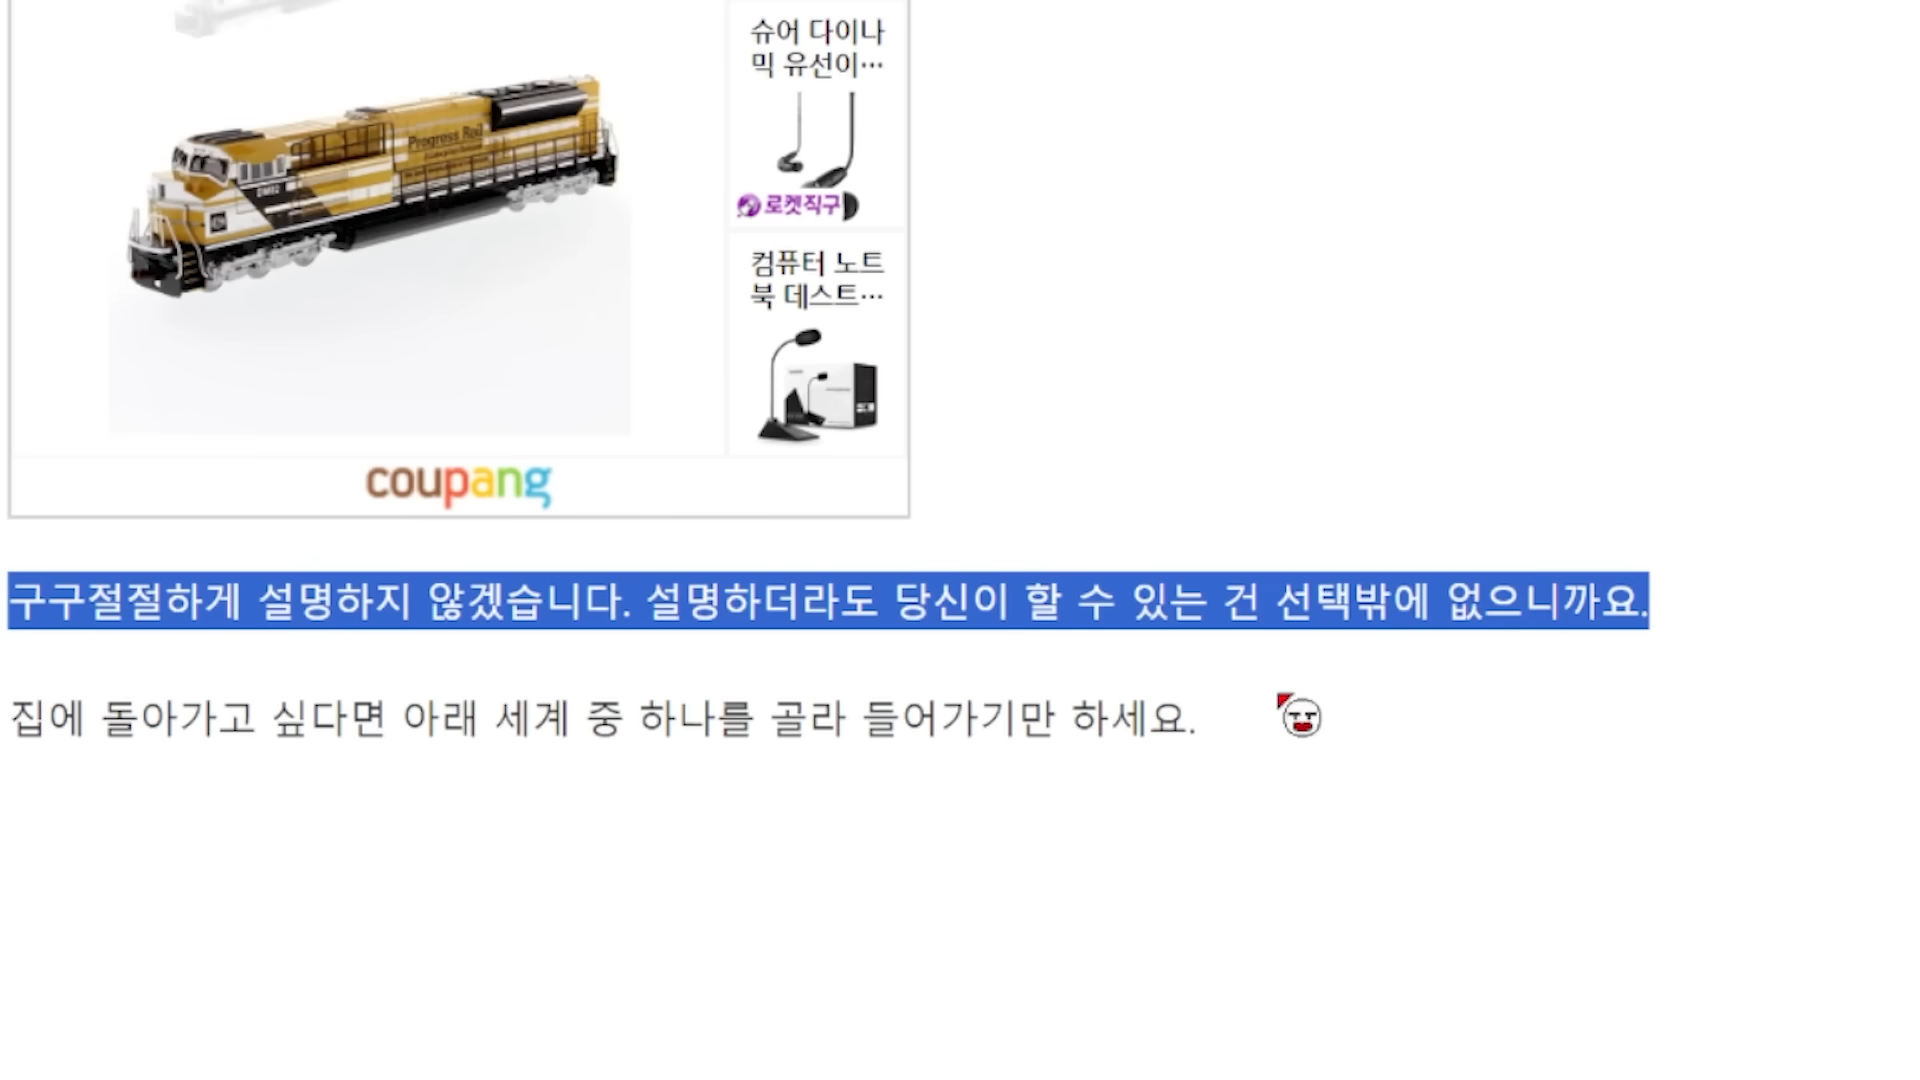 슈어 다이나
믹 유선이…
Progress Rail
로켓직구
컴퓨터 노트
북 데스트…
coupang
구구절절하게 설명하지 않겠습니다. 설명하더라도 당신이 할 수 있는 건 선택밖에 없으니까요.
집에 돌아가고 싶다면 아래 세계 중 하나를 골라 들어가기만 하세요.